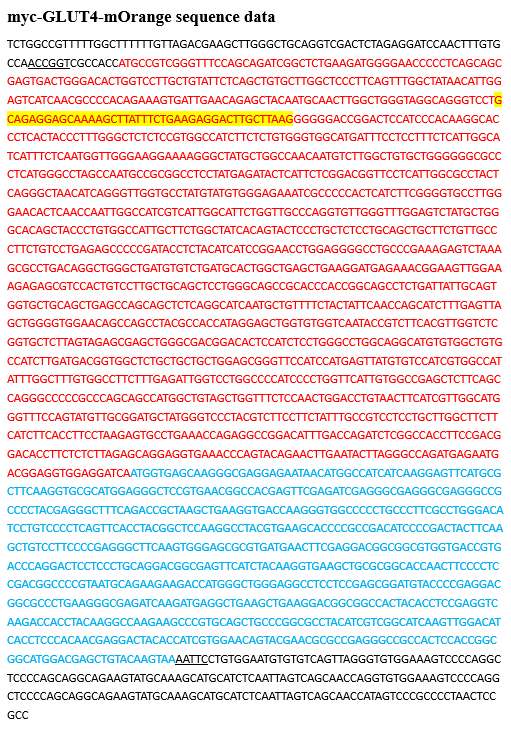 myc-GLUT4-mOrange sequence data
TCTGGCCGTTTTTGGCTTTTTTGTTAGACGAAGCTTGGGCTGCAGGTCGACTCTAGAGGATCCAACTTTGTG
CCAACCGGTCGCCACCATGCCGTCGGGTTTCCAGCAGATCGGCTCTGAAGATGGGGAACCCCCTCAGCAGC
GAGTGACTGGGACACTGGTCCTTGCTGTATTCTCAGCTGTGCTTGGCTCCCTTCAGTTTGGCTATAACATTGG
AGTCATCAACGCCCCACAGAAAGTGATTGAACAGAGCTACAATGCAACTTGGCTGGGTAGGCAGGGTCCTG
CAGAGGAGCAAAAGCTTATTTCTGAAGAGGACTTGCTTAAGGGGGGACCGGACTCCATCCCACAAGGCAC
CCTCACTACCCTTTGGGCTCTCTCCGTGGCCATCTTCTCTGTGGGTGGCATGATTTCCTCCTTTCTCATTGGCA
TCATTTCTCAATGGTTGGGAAGGAAAAGGGCTATGCTGGCCAACAATGTCTTGGCTGTGCTGGGGGGCGCC
CTCATGGGCCTAGCCAATGCCGCGGCCTCCTATGAGATACTCATTCTCGGACGGTTCCTCATTGGCGCCTACT
CAGGGCTAACATCAGGGTTGGTGCCTATGTATGTGGGAGAAATCGCCCCCACTCATCTTCGGGGTGCCTTGG
GAACACTCAACCAATTGGCCATCGTCATTGGCATTCTGGTTGCCCAGGTGTTGGGTTTGGAGTCTATGCTGG
GCACAGCTACCCTGTGGCCATTGCTTCTGGCTATCACAGTACTCCCTGCTCTCCTGCAGCTGCTTCTGTTGCC
CTTCTGTCCTGAGAGCCCCCGATACCTCTACATCATCCGGAACCTGGAGGGGCCTGCCCGAAAGAGTCTAAA
GCGCCTGACAGGCTGGGCTGATGTGTCTGATGCACTGGCTGAGCTGAAGGATGAGAAACGGAAGTTGGAA
AGAGAGCGTCCACTGTCCTTGCTGCAGCTCCTGGGCAGCCGCACCCACCGGCAGCCTCTGATTATTGCAGT
GGTGCTGCAGCTGAGCCAGCAGCTCTCAGGCATCAATGCTGTTTTCTACTATTCAACCAGCATCTTTGAGTTA
GCTGGGGTGGAACAGCCAGCCTACGCCACCATAGGAGCTGGTGTGGTCAATACCGTCTTCACGTTGGTCTC
GGTGCTCTTAGTAGAGCGAGCTGGGCGACGGACACTCCATCTCCTGGGCCTGGCAGGCATGTGTGGCTGTG
CCATCTTGATGACGGTGGCTCTGCTGCTGCTGGAGCGGGTTCCATCCATGAGTTATGTGTCCATCGTGGCCAT
ATTTGGCTTTGTGGCCTTCTTTGAGATTGGTCCTGGCCCCATCCCCTGGTTCATTGTGGCCGAGCTCTTCAGC
CAGGGCCCCCGCCCAGCAGCCATGGCTGTAGCTGGTTTCTCCAACTGGACCTGTAACTTCATCGTTGGCATG
GGTTTCCAGTATGTTGCGGATGCTATGGGTCCCTACGTCTTCCTTCTATTTGCCGTCCTCCTGCTTGGCTTCTT
CATCTTCACCTTCCTAAGAGTGCCTGAAACCAGAGGCCGGACATTTGACCAGATCTCGGCCACCTTCCGACG
GACACCTTCTCTCTTAGAGCAGGAGGTGAAACCCAGTACAGAACTTGAATACTTAGGGCCAGATGAGAATG
ACGGAGGTGGAGGATCAATGGTGAGCAAGGGCGAGGAGAATAACATGGCCATCATCAAGGAGTTCATGCG
CTTCAAGGTGCGCATGGAGGGCTCCGTGAACGGCCACGAGTTCGAGATCGAGGGCGAGGGCGAGGGCCG
CCCCTACGAGGGCTTTCAGACCGCTAAGCTGAAGGTGACCAAGGGTGGCCCCCTGCCCTTCGCCTGGGACA
TCCTGTCCCCTCAGTTCACCTACGGCTCCAAGGCCTACGTGAAGCACCCCGCCGACATCCCCGACTACTTCAA
GCTGTCCTTCCCCGAGGGCTTCAAGTGGGAGCGCGTGATGAACTTCGAGGACGGCGGCGTGGTGACCGTG
ACCCAGGACTCCTCCCTGCAGGACGGCGAGTTCATCTACAAGGTGAAGCTGCGCGGCACCAACTTCCCCTC
CGACGGCCCCGTAATGCAGAAGAAGACCATGGGCTGGGAGGCCTCCTCCGAGCGGATGTACCCCGAGGAC
GGCGCCCTGAAGGGCGAGATCAAGATGAGGCTGAAGCTGAAGGACGGCGGCCACTACACCTCCGAGGTC
AAGACCACCTACAAGGCCAAGAAGCCCGTGCAGCTGCCCGGCGCCTACATCGTCGGCATCAAGTTGGACAT
CACCTCCCACAACGAGGACTACACCATCGTGGAACAGTACGAACGCGCCGAGGGCCGCCACTCCACCGGC
GGCATGGACGAGCTGTACAAGTAAAATTCCTGTGGAATGTGTGTCAGTTAGGGTGTGGAAAGTCCCCAGGC
TCCCCAGCAGGCAGAAGTATGCAAAGCATGCATCTCAATTAGTCAGCAACCAGGTGTGGAAAGTCCCCAGG
CTCCCCAGCAGGCAGAAGTATGCAAAGCATGCATCTCAATTAGTCAGCAACCATAGTCCCGCCCCTAACTCC
GCC